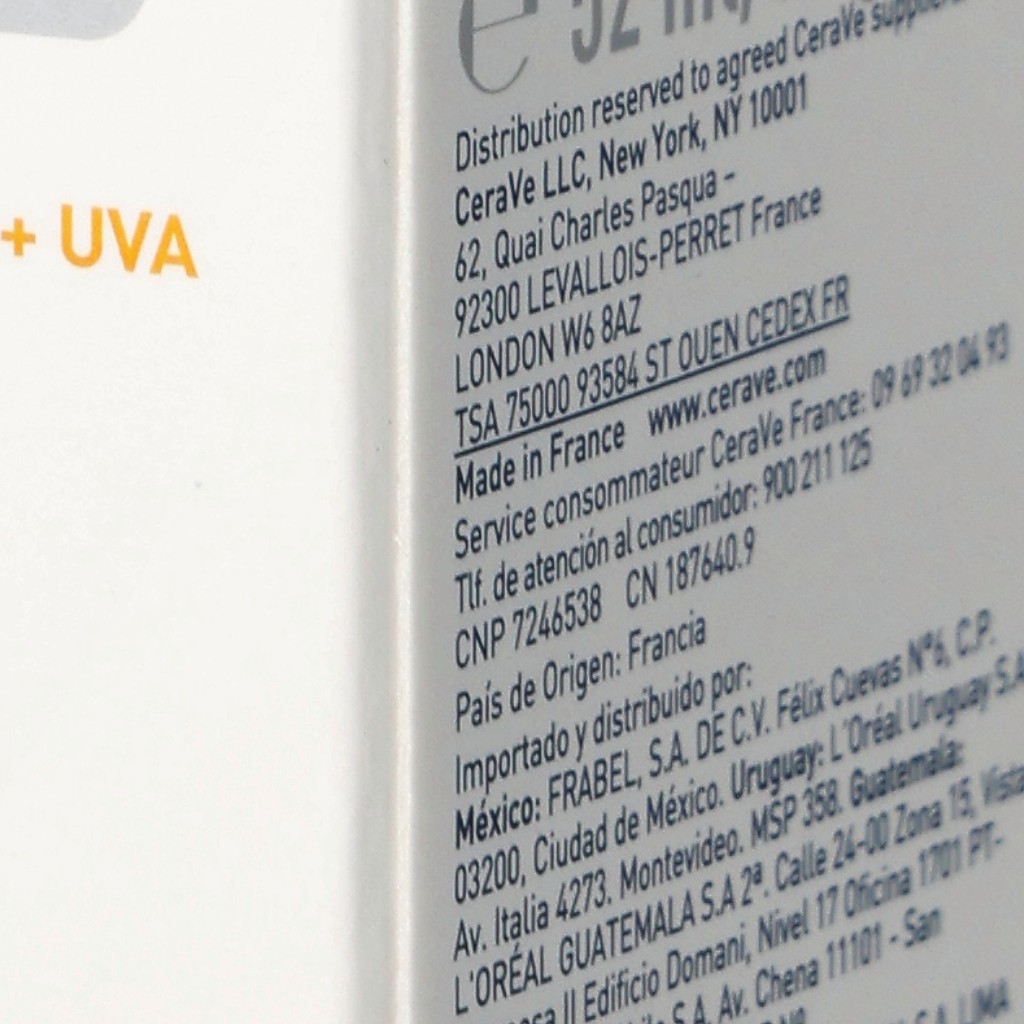 + UVA
℮ 52 ml
Distribution reserved to agreed CeraVe
CeraVe LLC, New York, NY 10001
62, Quai Charles Pasqua –
92300 LEVALLOIS-PERRET France
LONDON W6 8AZ
TSA 75000 93584 ST OUEN CEDEX FR
Made in France www.cerave.com
Service consommateur CeraVe France: 09 69 32 04 93
Tlf. de atención al consumidor: 900 211 125
CNP 7246538 CN 187640.9
País de Origen: Francia
Importado y distribuido por:
México: FRABEL, S.A. DE C.V. Félix Cuevas Nº6, C.P.
03200, Ciudad de México. Uruguay: L'Oréal Uruguay S.A
Av. Italia 4273. Montevideo. MSP 358. Guatemala:
L'ORÉAL GUATEMALA S.A 2ª. Calle 24-00 Zona 15, Vista
II Edificio Domani, Nivel 17 Oficina 1701 PT-
S.A. Av. Chena 11101 - San
S.A. LIMA